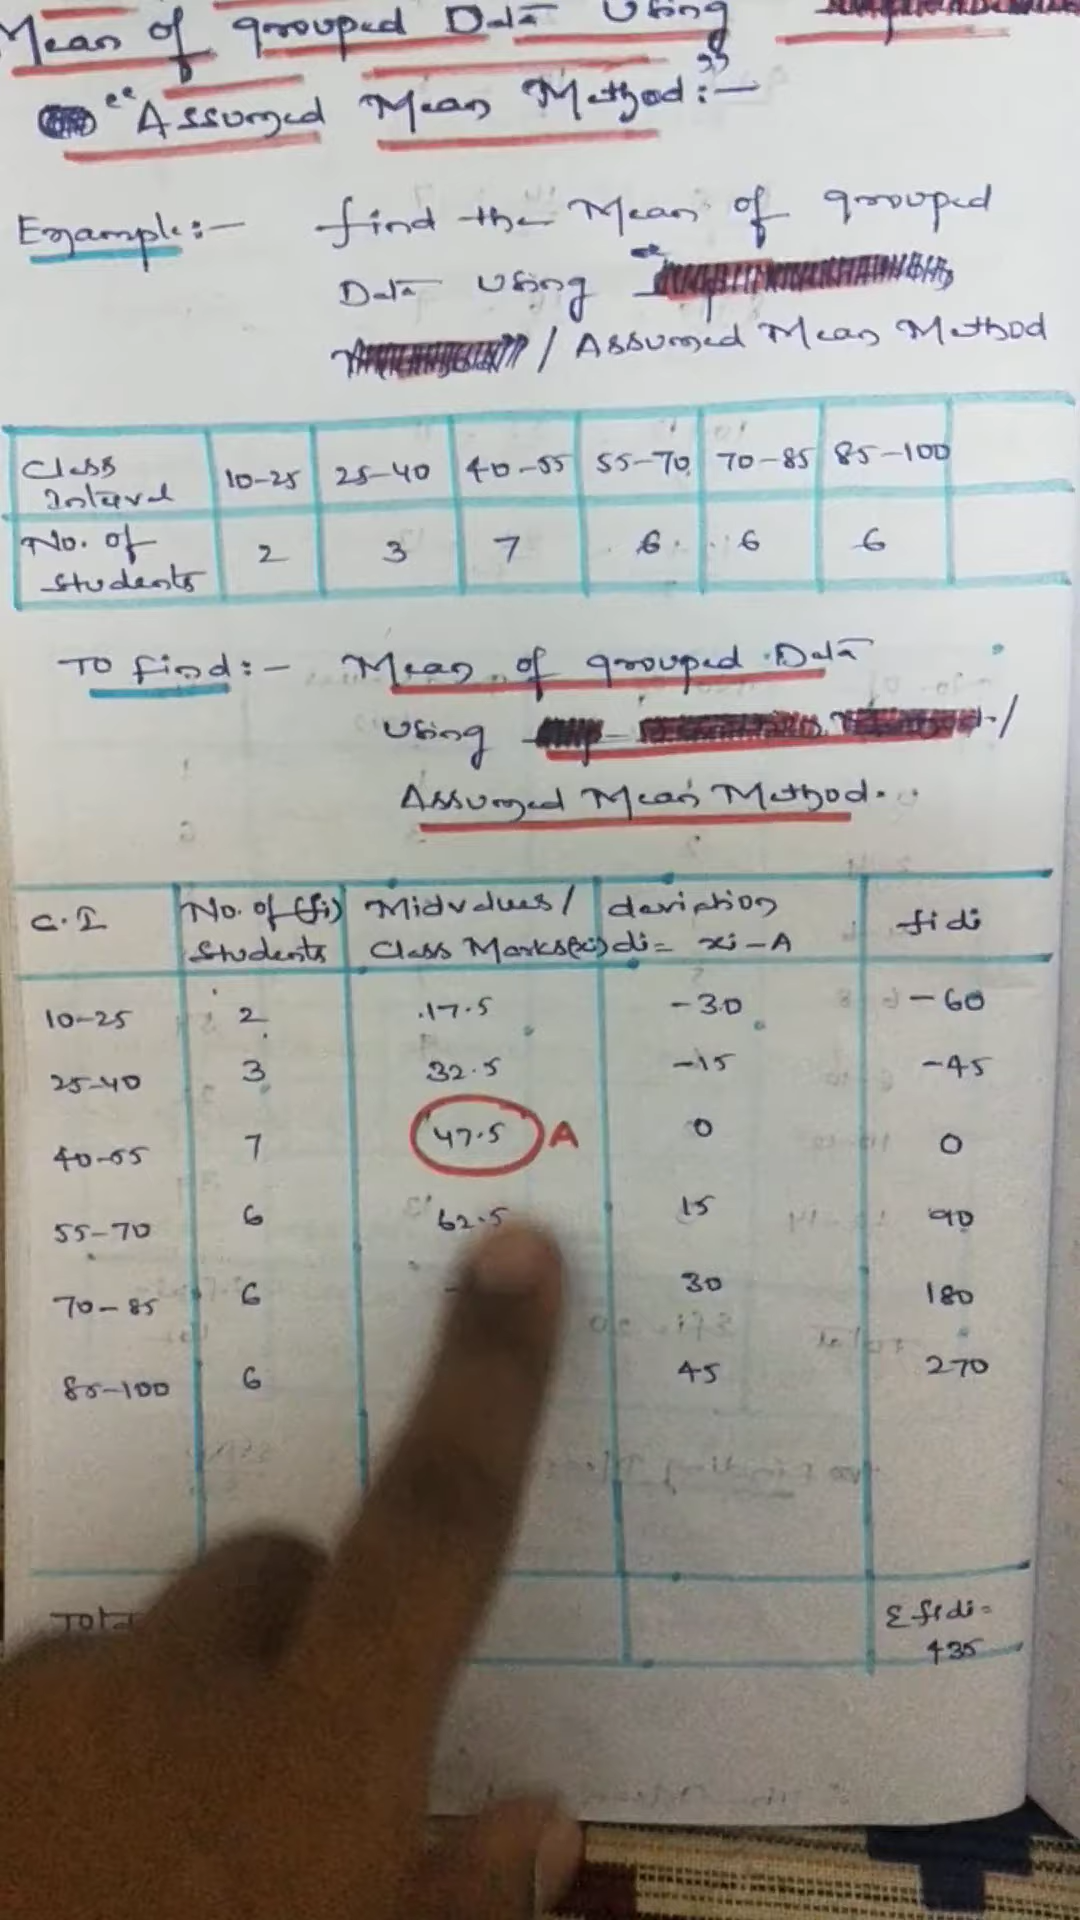 Mean of grouped Data Using
"Assumed Mean Method:-"
Example:- find the Mean of grouped
Data Using "
/ Assumed Mean Method
Class Interval 10-25 25-40 40-55 55-70 70-85 85-100
No. of students 2 3 7 6 6 6
To find:- Mean of grouped Data
Using /
Assumed Mean Method.
C.I No. of (fi) Students Midvalues/ Class Marks(xi) deviation di= xi-A fidi
10-25 2 17.5 -30 -60
25-40 3 32.5 -15 -45
40-55 7 47.5 A 0 0
55-70 6 62.5 15 90
70-85 6 30 180
85-100 6 45 270
Σfidi=
435